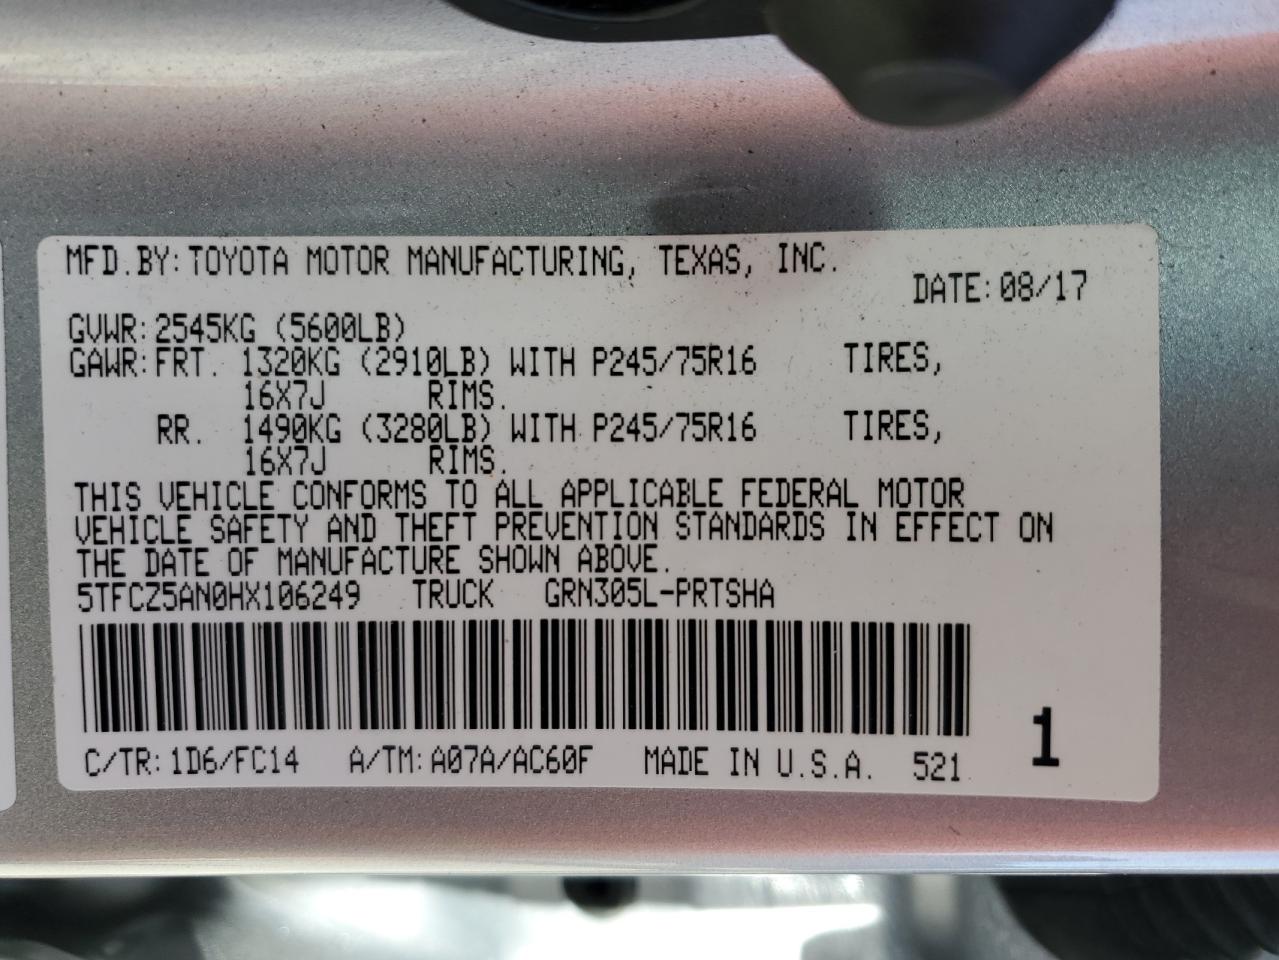 MFD.BY:TOYOTA MOTOR MANUFACTURING, TEXAS, INC.
DATE:08/17
GVWR:2545KG (5600LB)
GAWR:FRT. 1320KG (2910LB) WITH P245/75R16 TIRES,
16X7J RIMS.
RR. 1490KG (3280LB) WITH P245/75R16 TIRES,
16X7J RIMS.
THIS VEHICLE CONFORMS TO ALL APPLICABLE FEDERAL MOTOR
VEHICLE SAFETY AND THEFT PREVENTION STANDARDS IN EFFECT ON
THE DATE OF MANUFACTURE SHOWN ABOVE.
5TFCZ5AN0HX106249 TRUCK GRN305L-PRTSHA
C/TR:1D6/FC14 A/TM:A07A/AC60F MADE IN U.S.A. 521
1